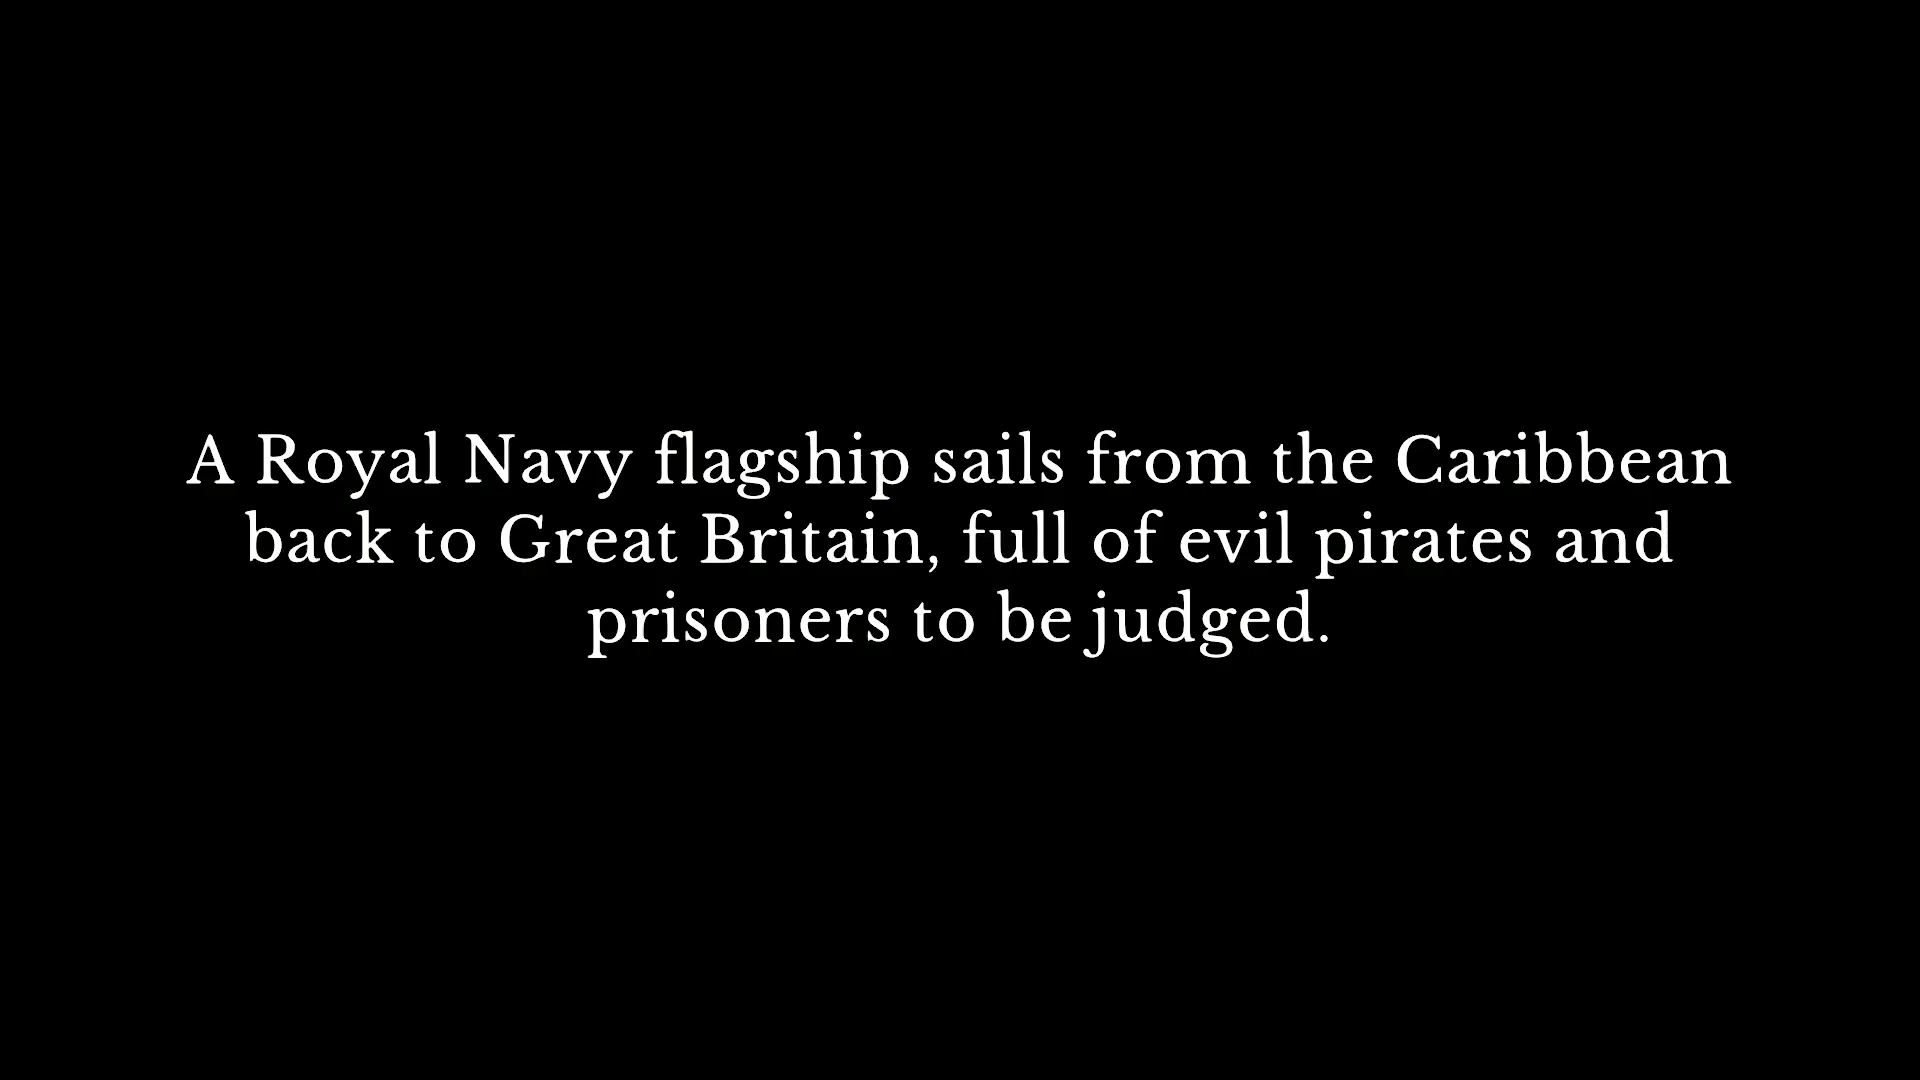 A Royal Navy flagship sails from the Caribbean
back to Great Britain, full of evil pirates and
prisoners to be judged.